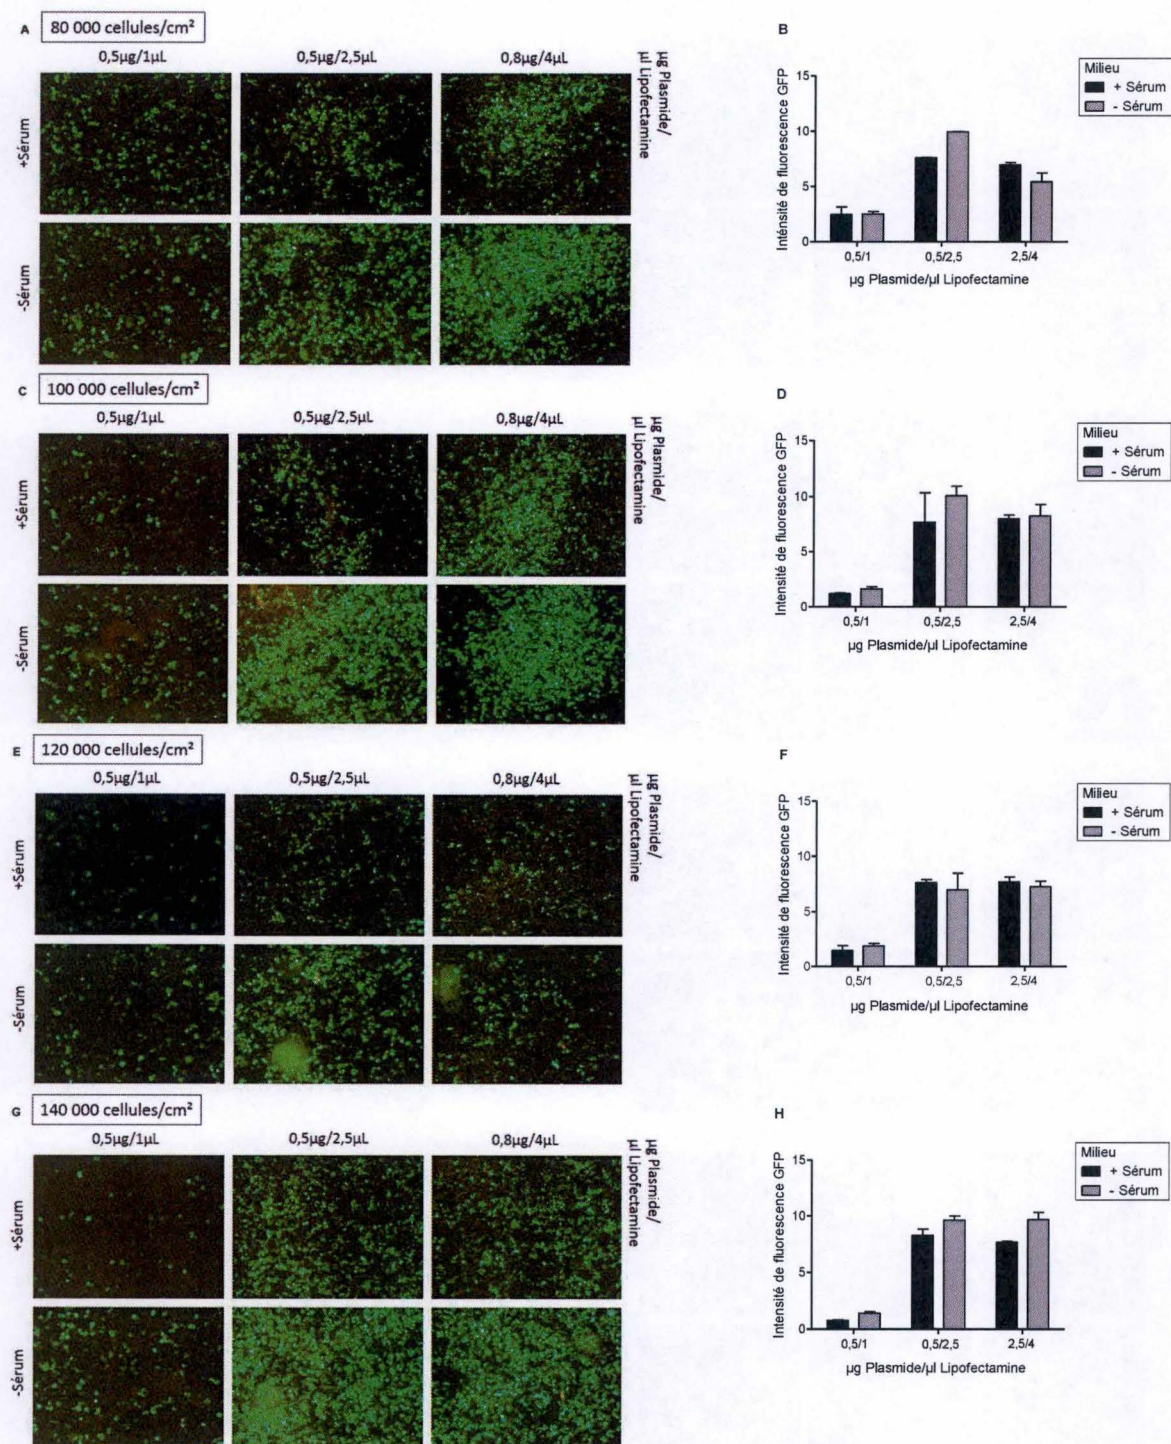 A 80 000 cellules/cm²
0,5µg/1µL 0,5µg/2,5µL 0,8µg/4µL
+Sérum
-Sérum
µg Plasmide/
µl Lipofectamine
B
Inténsité de fluorescence GFP
15
10
5
0
0,5/1 0,5/2,5 2,5/4
µg Plasmide/µl Lipofectamine
Milieu
+ Sérum
- Sérum
C 100 000 cellules/cm²
0,5µg/1µL 0,5µg/2,5µL 0,8µg/4µL
+Sérum
-Sérum
µg Plasmide/
µl Lipofectamine
D
Intensité de fluorescence GFP
15
10
5
0
0,5/1 0,5/2,5 2,5/4
µg Plasmide/µl Lipofectamine
Milieu
+ Sérum
- Sérum
E 120 000 cellules/cm²
0,5µg/1µL 0,5µg/2,5µL 0,8µg/4µL
+Sérum
-Sérum
µg Plasmide/
µl Lipofectamine
F
Intensité de fluorescence GFP
15
10
5
0
0,5/1 0,5/2,5 2,5/4
µg Plasmide/µl Lipofectamine
Milieu
+ Sérum
- Sérum
G 140 000 cellules/cm²
0,5µg/1µL 0,5µg/2,5µL 0,8µg/4µL
+Sérum
-Sérum
µg Plasmide/
µl Lipofectamine
H
Intensité de fluorescence GFP
15
10
5
0
0,5/1 0,5/2,5 2,5/4
µg Plasmide/µl Lipofectamine
Milieu
+ Sérum
- Sérum